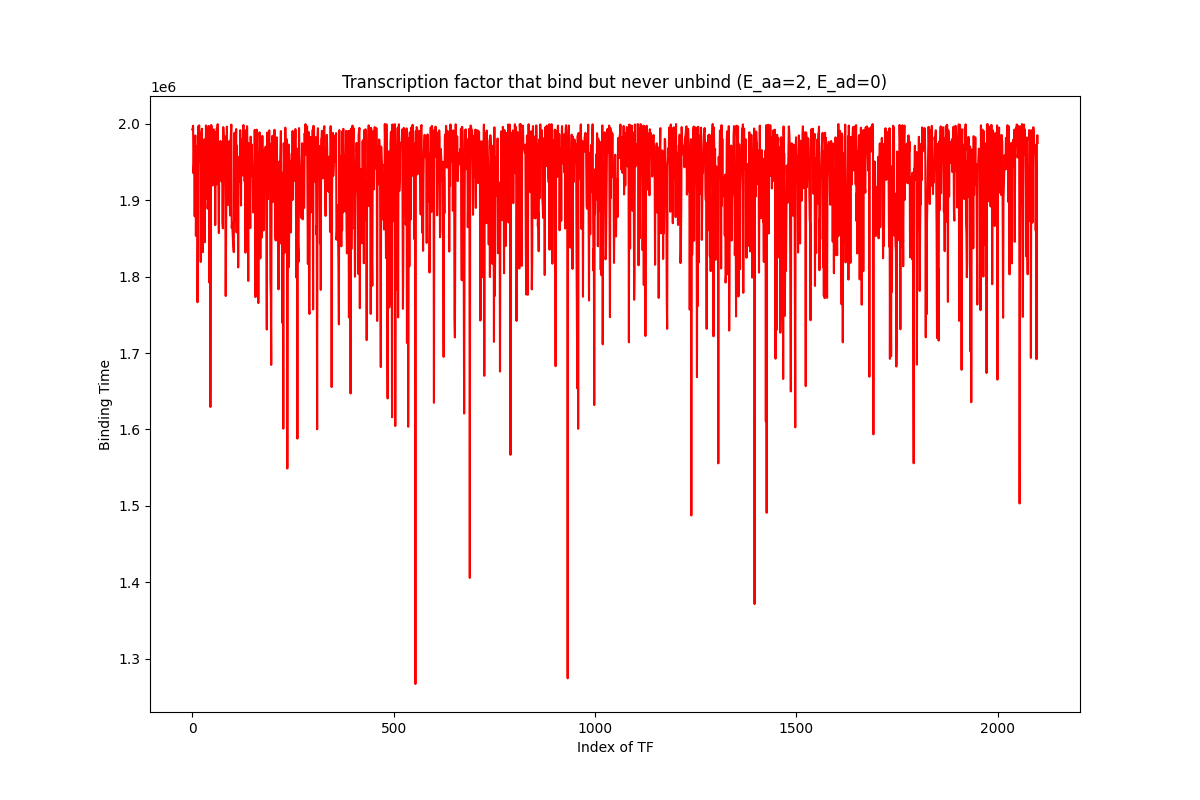 Transcription factor that bind but never unbind (E_aa=2, E_ad=0)
1e6
2.0
1.9
1.8
1.7
1.6
1.5
1.4
1.3
Binding Time
0 500 1000 1500 2000
Index of TF